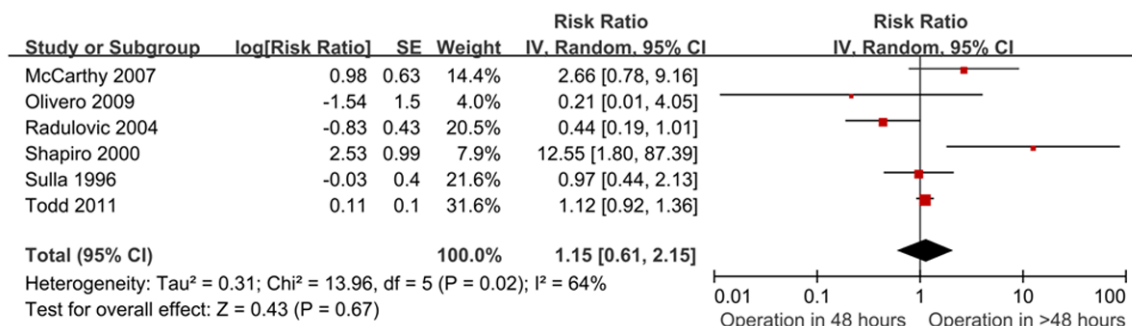 Risk Ratio Risk Ratio
Study or Subgroup log[Risk Ratio] SE Weight IV, Random, 95% CI IV, Random, 95% CI
McCarthy 2007 0.98 0.63 14.4% 2.66 [0.78, 9.16]
Olivero 2009 -1.54 1.5 4.0% 0.21 [0.01, 4.05]
Radulovic 2004 -0.83 0.43 20.5% 0.44 [0.19, 1.01]
Shapiro 2000 2.53 0.99 7.9% 12.55 [1.80, 87.39]
Sulla 1996 -0.03 0.4 21.6% 0.97 [0.44, 2.13]
Todd 2011 0.11 0.1 31.6% 1.12 [0.92, 1.36]
Total (95% CI) 100.0% 1.15 [0.61, 2.15]
Heterogeneity: Tau² = 0.31; Chi² = 13.96, df = 5 (P = 0.02); I² = 64%
Test for overall effect: Z = 0.43 (P = 0.67)
0.01 0.1 1 10 100
Operation in 48 hours Operation in >48 hours